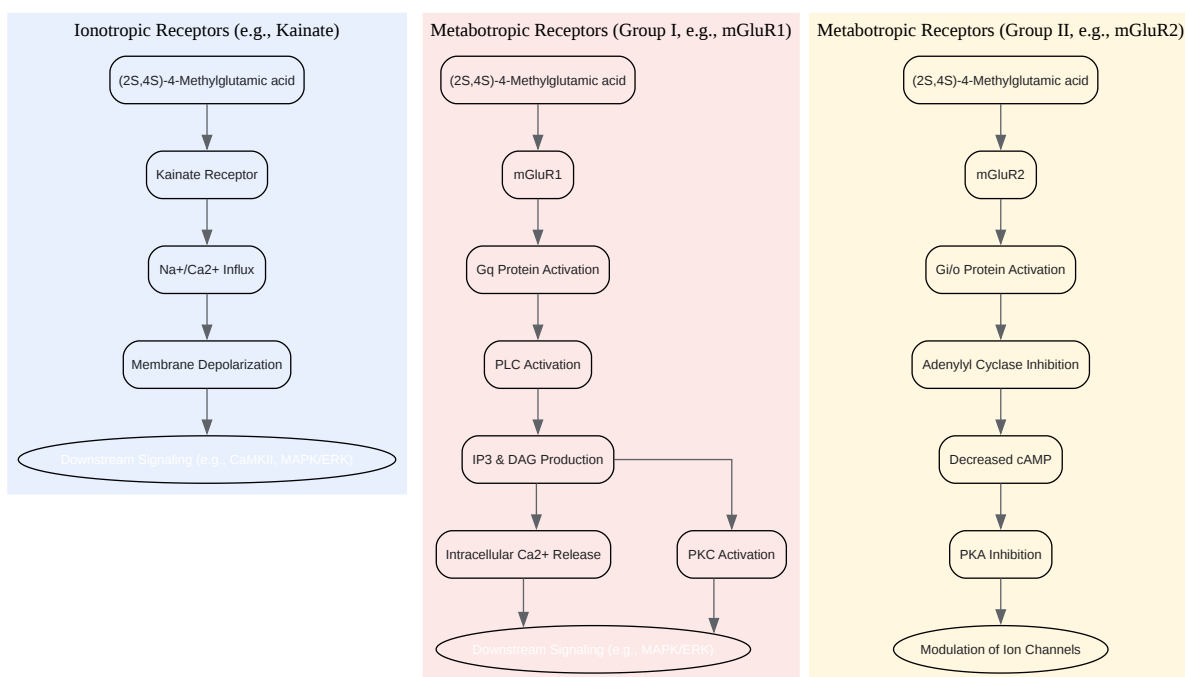 Ionotropic Receptors (e.g., Kainate)
(2S,4S)-4-Methylglutamic acid
Kainate Receptor
Na+/Ca2+ Influx
Membrane Depolarization
Downstream Signaling (e.g., CaMKII, MAPK/ERK)
Metabotropic Receptors (Group I, e.g., mGluR1)
(2S,4S)-4-Methylglutamic acid
mGluR1
Gq Protein Activation
PLC Activation
IP3 & DAG Production
Intracellular Ca2+ Release
PKC Activation
Downstream Signaling (e.g., MAPK/ERK)
Metabotropic Receptors (Group II, e.g., mGluR2)
(2S,4S)-4-Methylglutamic acid
mGluR2
Gi/o Protein Activation
Adenylyl Cyclase Inhibition
Decreased cAMP
PKA Inhibition
Modulation of Ion Channels